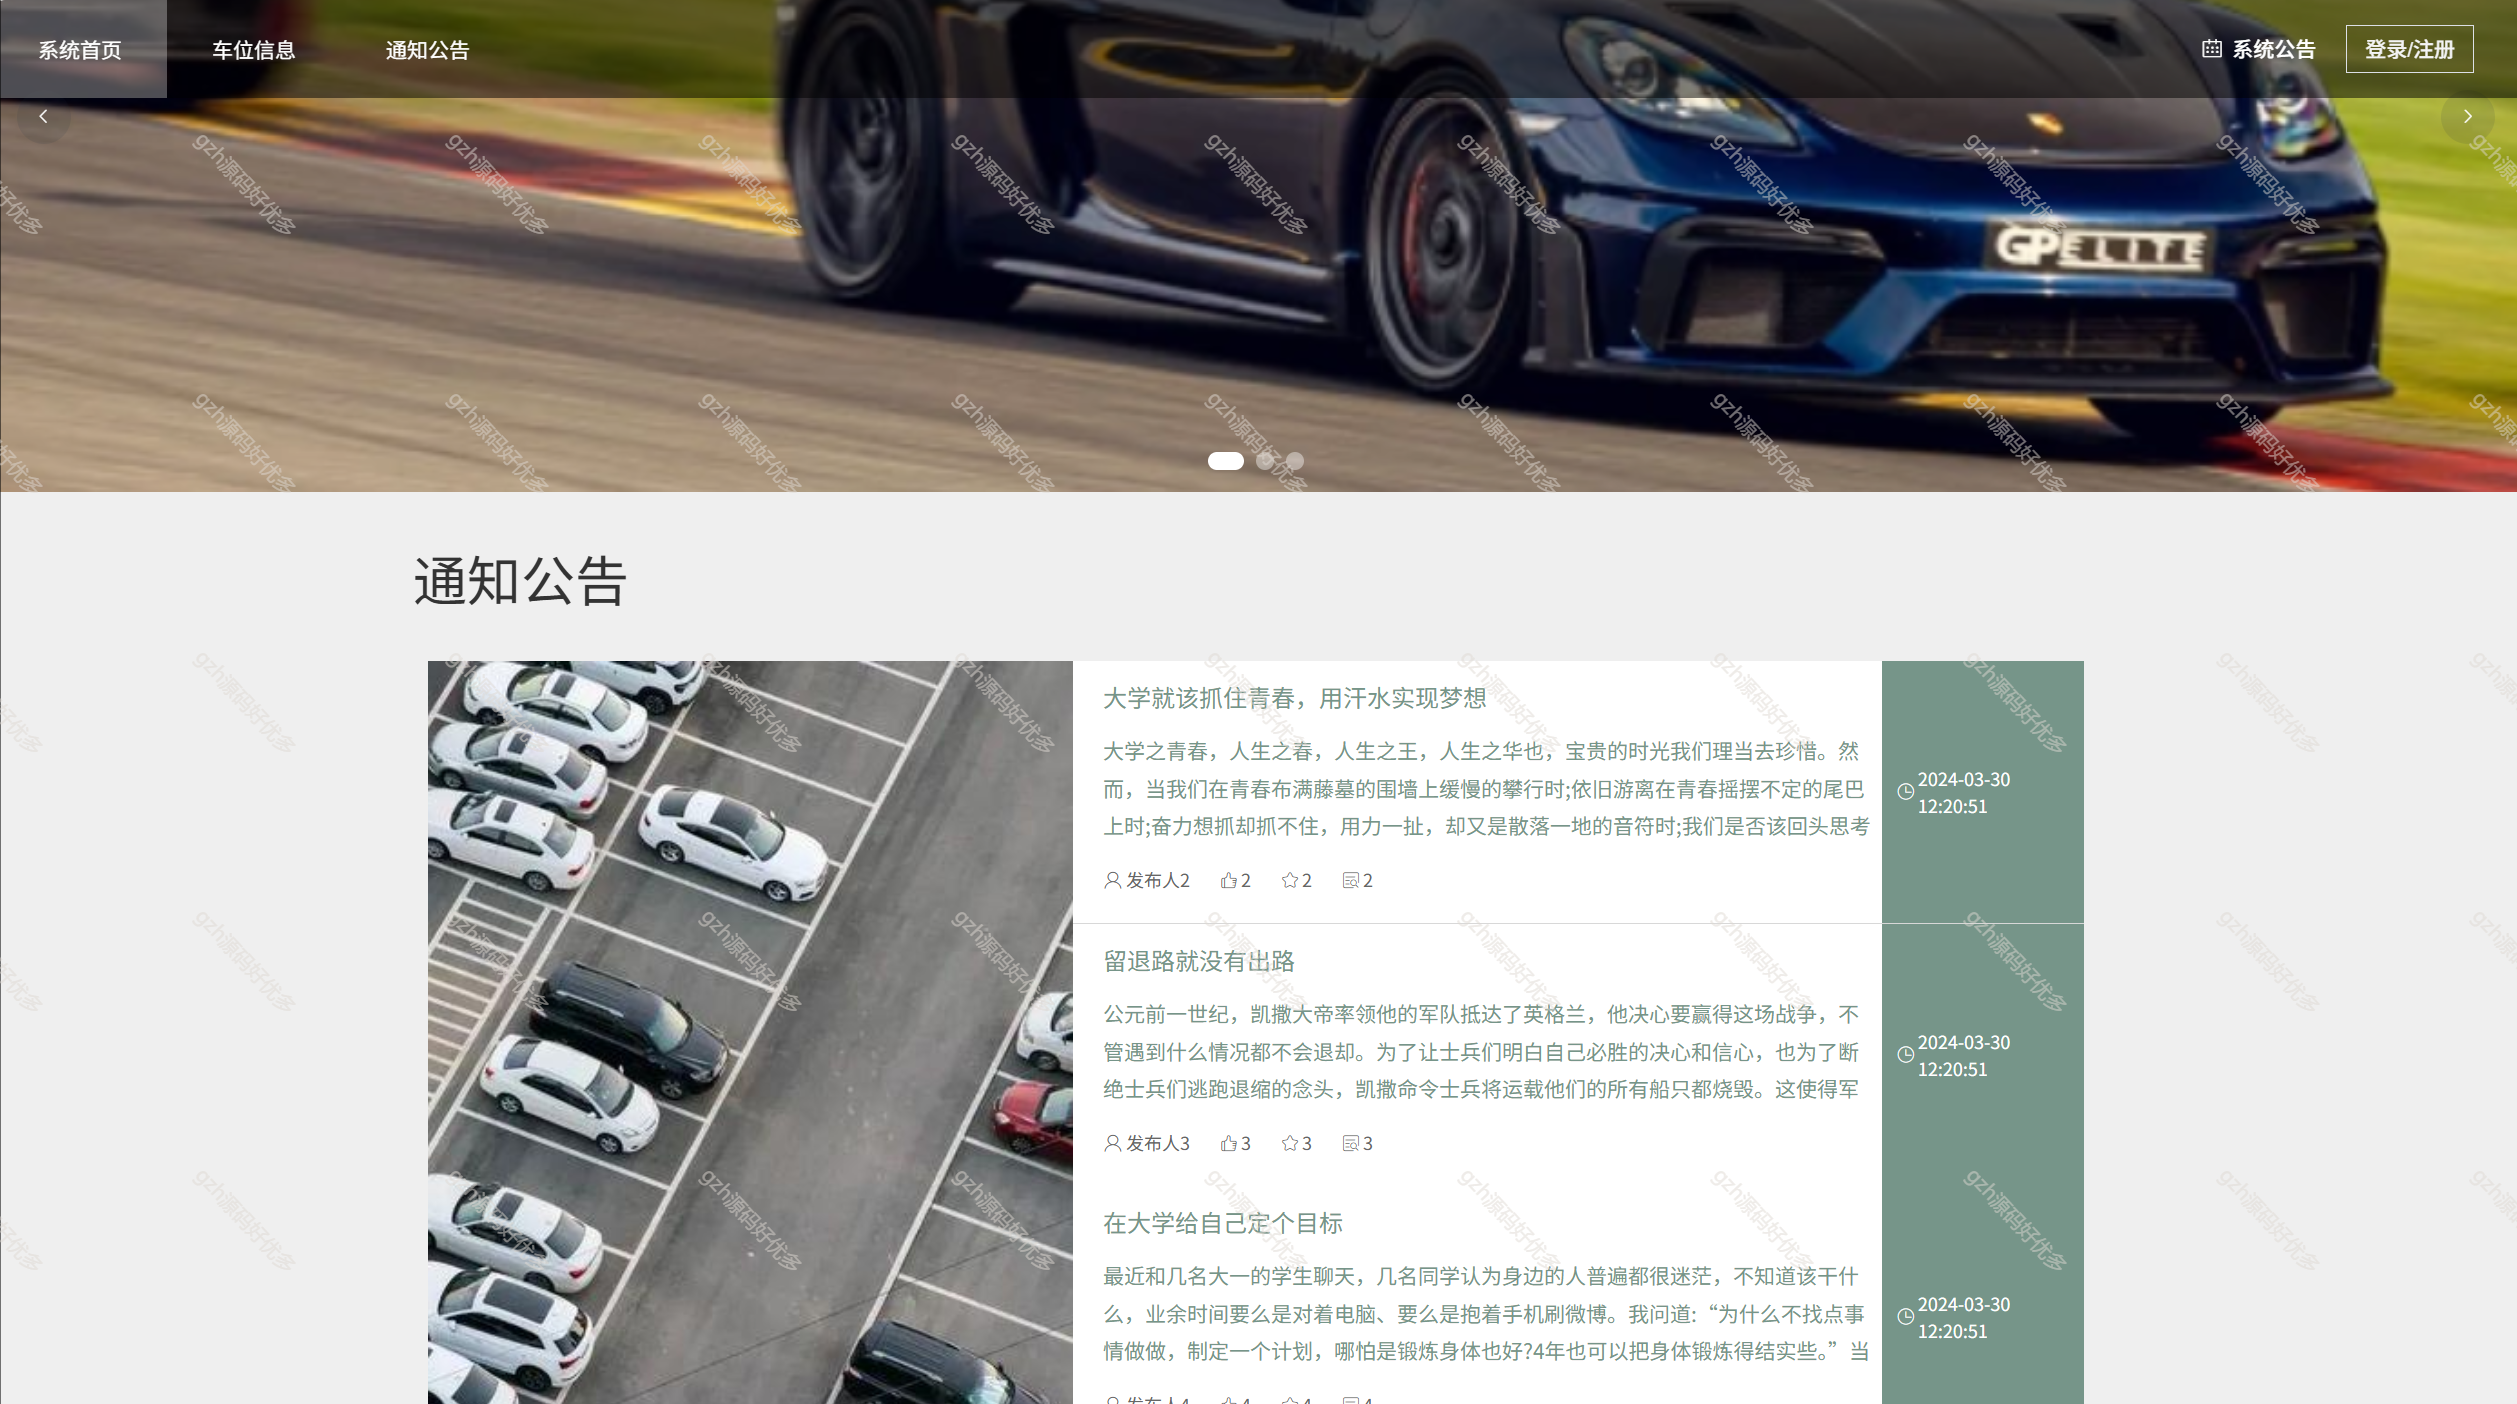 系统首页 车位信息 通知公告 系统公告 登录/注册
GPELITE
通知公告
大学就该抓住青春，用汗水实现梦想
大学之青春，人生之春，人生之王，人生之华也，宝贵的时光我们理当去珍惜。然
而，当我们在青春布满藤墓的围墙上缓慢的攀行时;依旧游离在青春摇摆不定的尾巴
上时;奋力想抓却抓不住，用力一扯，却又是散落一地的音符时;我们是否该回头思考
发布人2 2 2 2
2024-03-30
12:20:51
留退路就没有出路
公元前一世纪，凯撒大帝率领他的军队抵达了英格兰，他决心要赢得这场战争，不
管遇到什么情况都不会退却。为了让士兵们明白自己必胜的决心和信心，也为了断
绝士兵们逃跑退缩的念头，凯撒命令士兵将运载他们的所有船只都烧毁。这使得军
发布人3 3 3 3
2024-03-30
12:20:51
在大学给自己定个目标
最近和几名大一的学生聊天，几名同学认为身边的人普遍都很迷茫，不知道该干什
么，业余时间要么是对着电脑、要么是抱着手机刷微博。我问道:“为什么不找点事
情做做，制定一个计划，哪怕是锻炼身体也好?4年也可以把身体锻炼得结实些。”当
发布人4 4 4 4
2024-03-30
12:20:51
gzh源码好优多